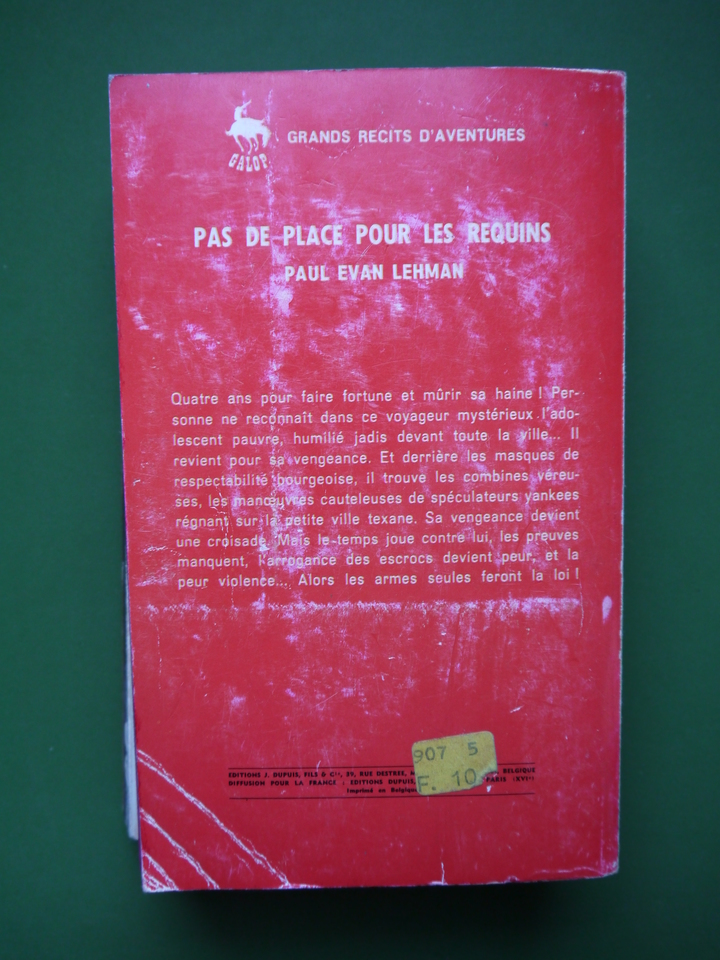 GALOP
GRANDS RECITS D'AVENTURES
PAS DE PLACE POUR LES REQUINS
PAUL EVAN LEHMAN
Quatre ans pour faire fortune et mûrir sa haine ! Per-
sonne ne reconnaît dans ce voyageur mystérieux l'ado-
lescent pauvre, humilié jadis devant toute la ville... Il
revient pour sa vengeance. Et derrière les masques de
respectabilité bourgeoise, il trouve les combines véreu-
ses, les manœuvres cauteleuses de spéculateurs yankees
régnant sur la petite ville texane. Sa vengeance devient
une croisade. Mais le temps joue contre lui, les preuves
manquent, l'arrogance des escrocs devient peur, et la
peur violence... Alors les armes seules feront la loi !
907 5
F. 10
EDITIONS J. DUPUIS, FILS & Cie, 39, RUE DESTREE, BELGIQUE
DIFFUSION POUR LA FRANCE : EDITIONS DUPUIS, PARIS (XVIe)
Imprimé en Belgique